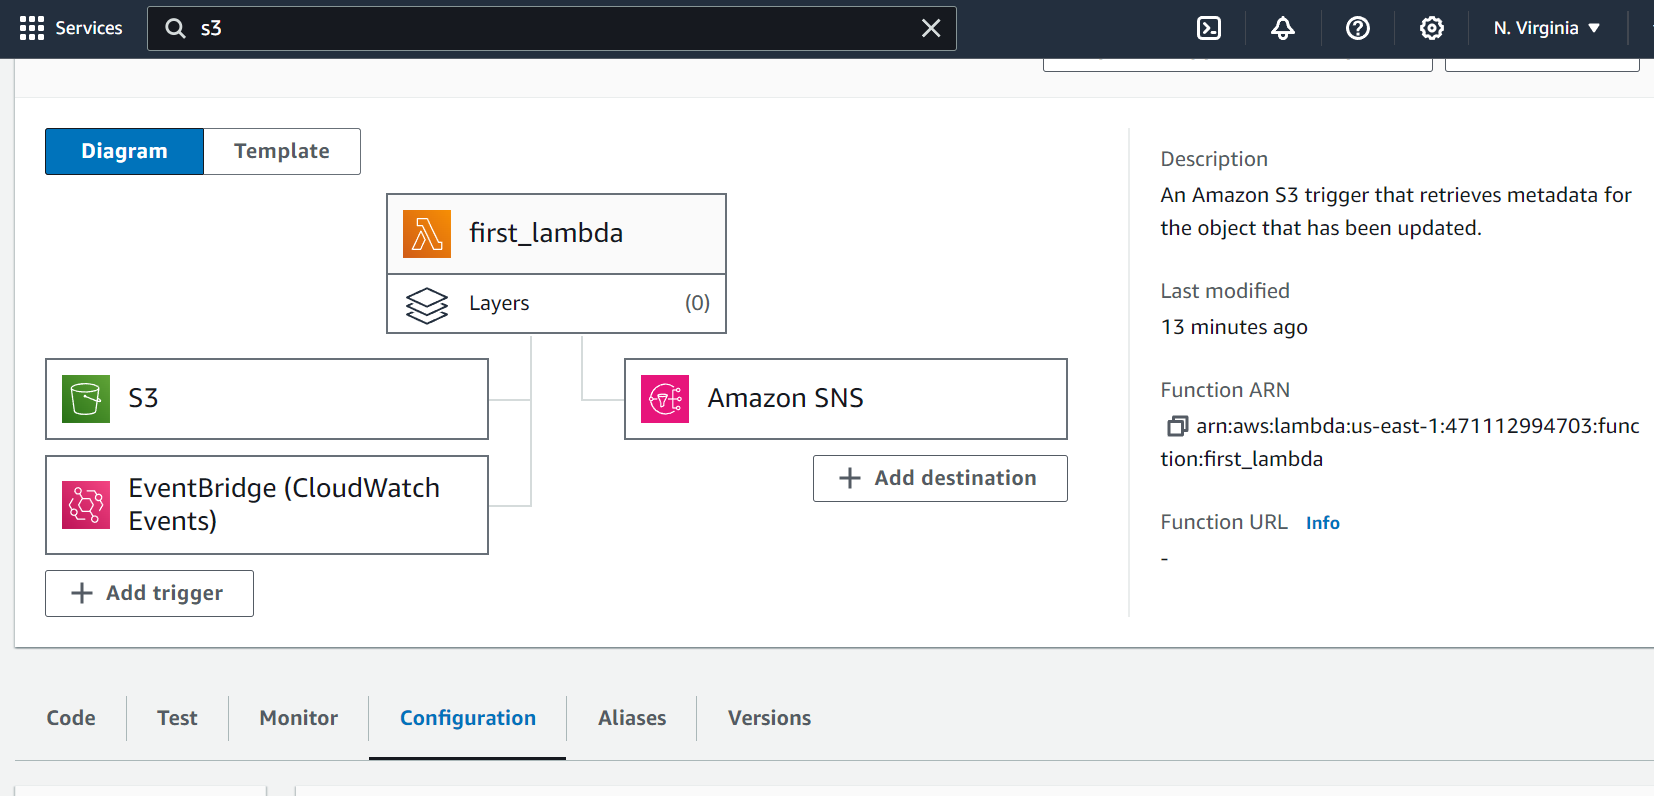 Services
s3
N. Virginia
Diagram
Template
first_lambda
Layers
(0)
S3
EventBridge (CloudWatch
Events)
Add trigger
Amazon SNS
Add destination
Description
An Amazon S3 trigger that retrieves metadata for
the object that has been updated.
Last modified
13 minutes ago
Function ARN
arn:aws:lambda:us-east-1:471112994703:func
tion:first_lambda
Function URL Info
-
Code
Test
Monitor
Configuration
Aliases
Versions